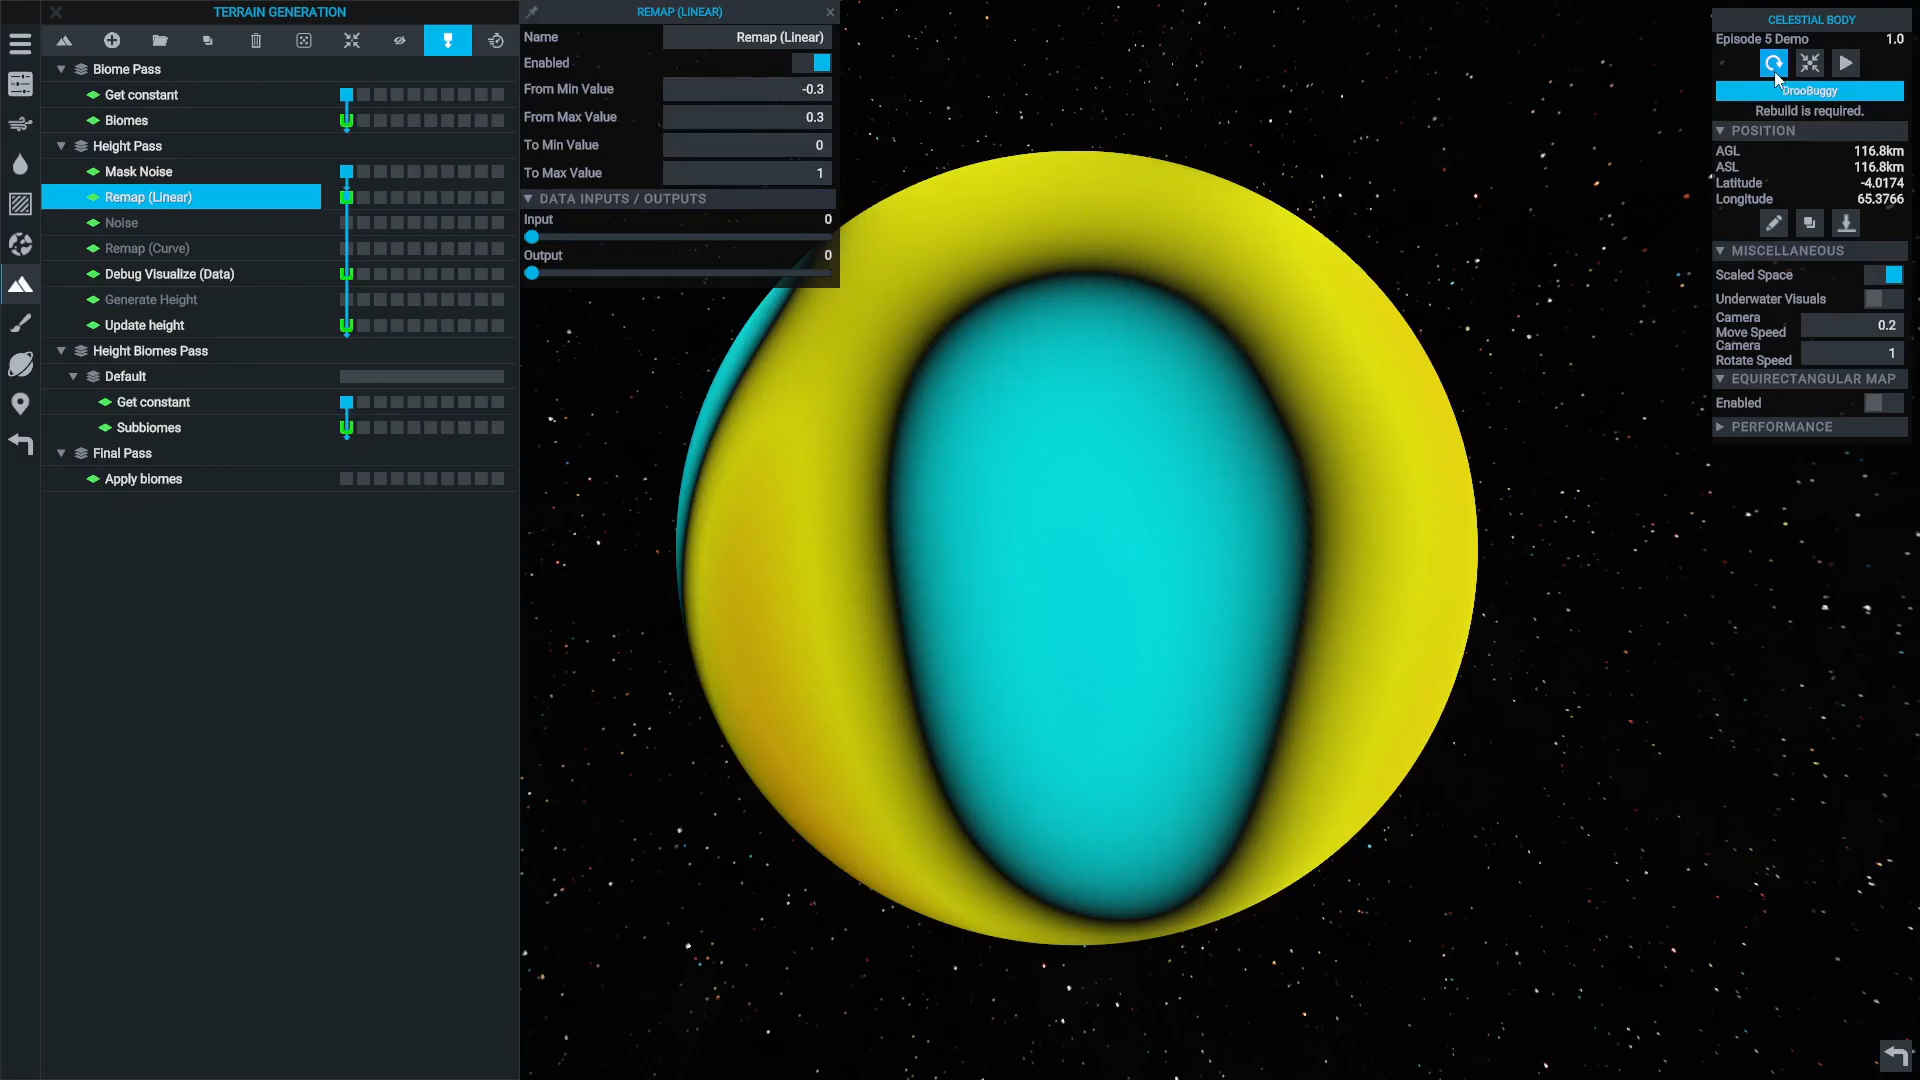 TERRAIN GENERATION
Biome Pass
Get constant
Biomes
Height Pass
Mask Noise
Remap (Linear)
Noise
Remap (Curve)
Debug Visualize (Data)
Generate Height
Update height
Height Biomes Pass
Default
Get constant
Subbiomes
Final Pass
Apply biomes
REMAP (LINEAR)
Name Remap (Linear)
Enabled
From Min Value -0.3
From Max Value 0.3
To Min Value 0
To Max Value 1
DATA INPUTS / OUTPUTS
Input 0
Output 0
CELESTIAL BODY
Episode 5 Demo 1.0
DrooBuggy
Rebuild is required.
POSITION
AGL 116.8km
ASL 116.8km
Latitude -4.0174
Longitude 65.3766
MISCELLANEOUS
Scaled Space
Underwater Visuals
Camera
Move Speed 0.2
Camera
Rotate Speed 1
EQUIRECTANGULAR MAP
Enabled
PERFORMANCE